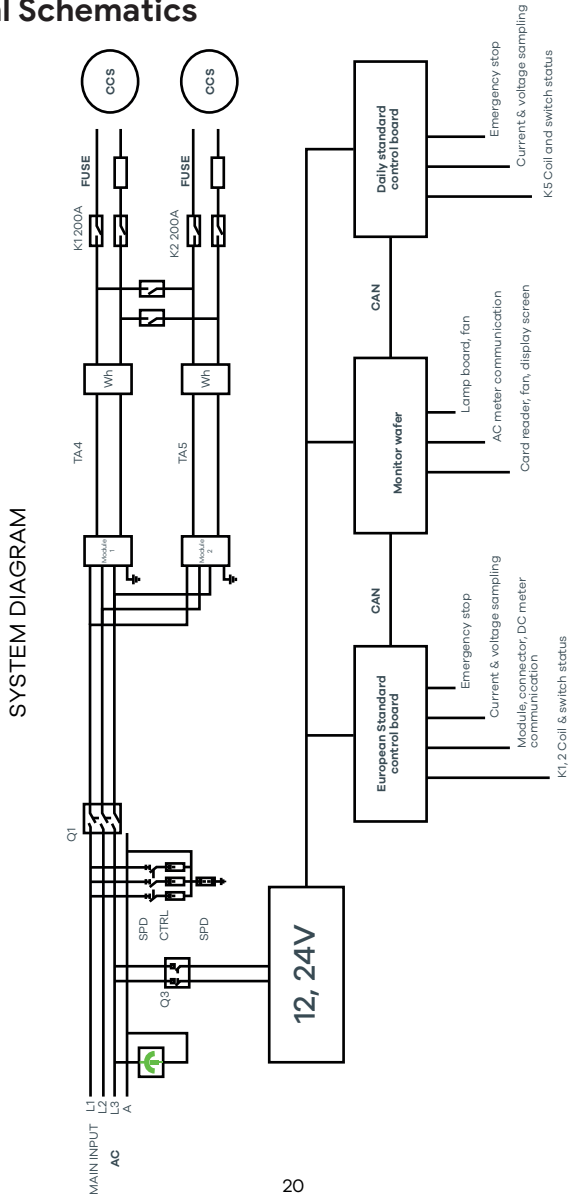 al Schematics
SYSTEM DIAGRAM
MAIN INPUT
AC
L1
L2
L3
A
Q1
SPD
CTRL
SPD
Q3
12, 24V
Module
1
Module
2
TA4
TA5
Wh
Wh
K1 200A
K2 200A
FUSE
FUSE
CCS
CCS
European Standard
control board
CAN
Monitor wafer
CAN
Daily standard
control board
Emergency stop
Current & voltage sampling
Module, connector, DC meter
communication
K1, 2 Coil & switch status
Lamp board, fan
AC meter communication
Card reader, fan, display screen
Emergency stop
Current & voltage sampling
K5 Coil and switch status
20